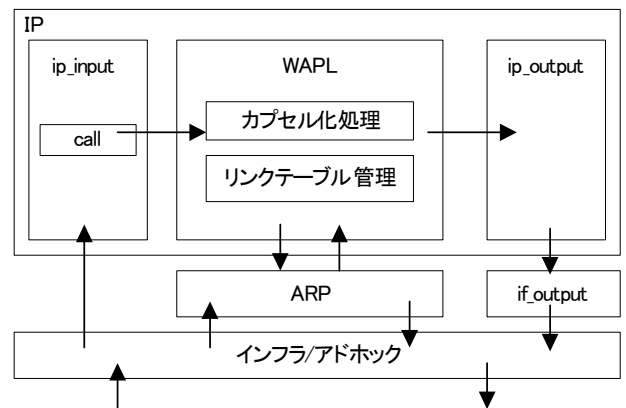 IP
ip_input
WAPL
ip_output
call
カプセル化処理
リンクテーブル管理
ARP
if_output
インフラ/アドホック